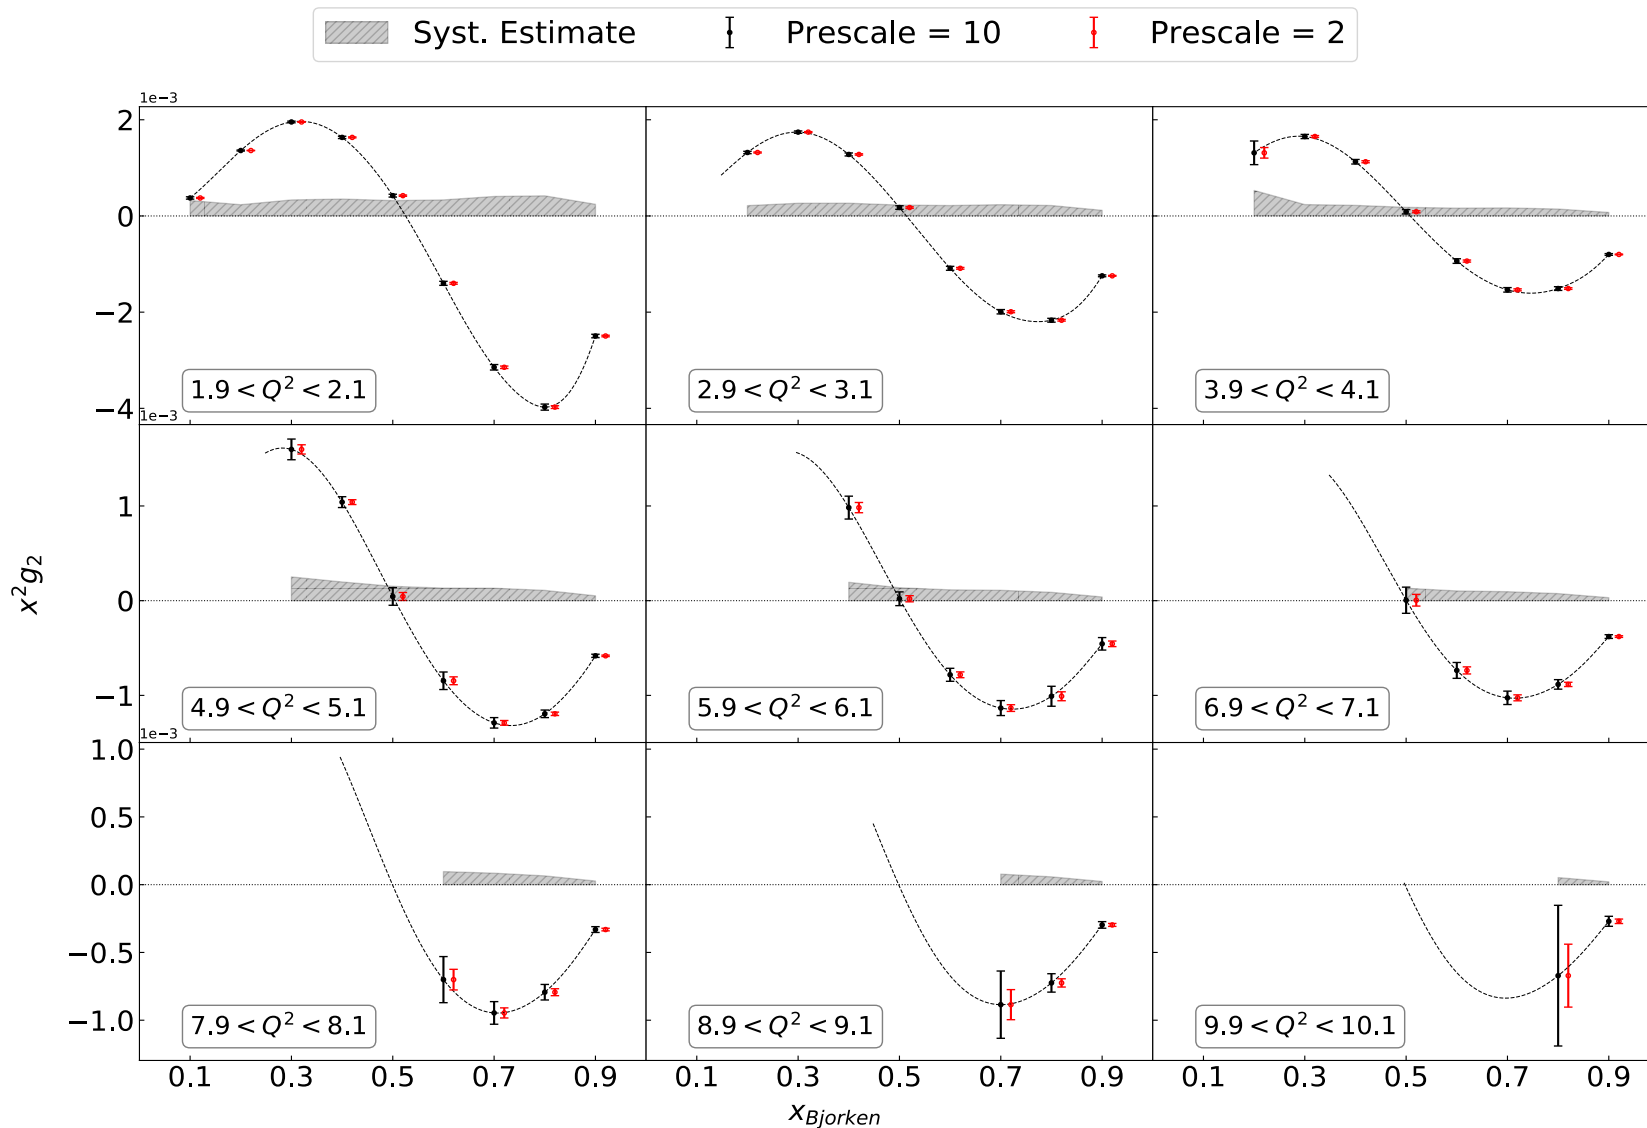 Syst. Estimate Prescale = 10 Prescale = 2
1e−3
2
0
−2
−4
1.9 < Q² < 2.1
2.9 < Q² < 3.1
3.9 < Q² < 4.1
1e−3
1
0
−1
4.9 < Q² < 5.1
5.9 < Q² < 6.1
6.9 < Q² < 7.1
1e−3
1.0
0.5
0.0
−0.5
−1.0
7.9 < Q² < 8.1
8.9 < Q² < 9.1
9.9 < Q² < 10.1
0.1 0.3 0.5 0.7 0.9 0.1 0.3 0.5 0.7 0.9 0.1 0.3 0.5 0.7 0.9
x²g₂
x_Bjorken